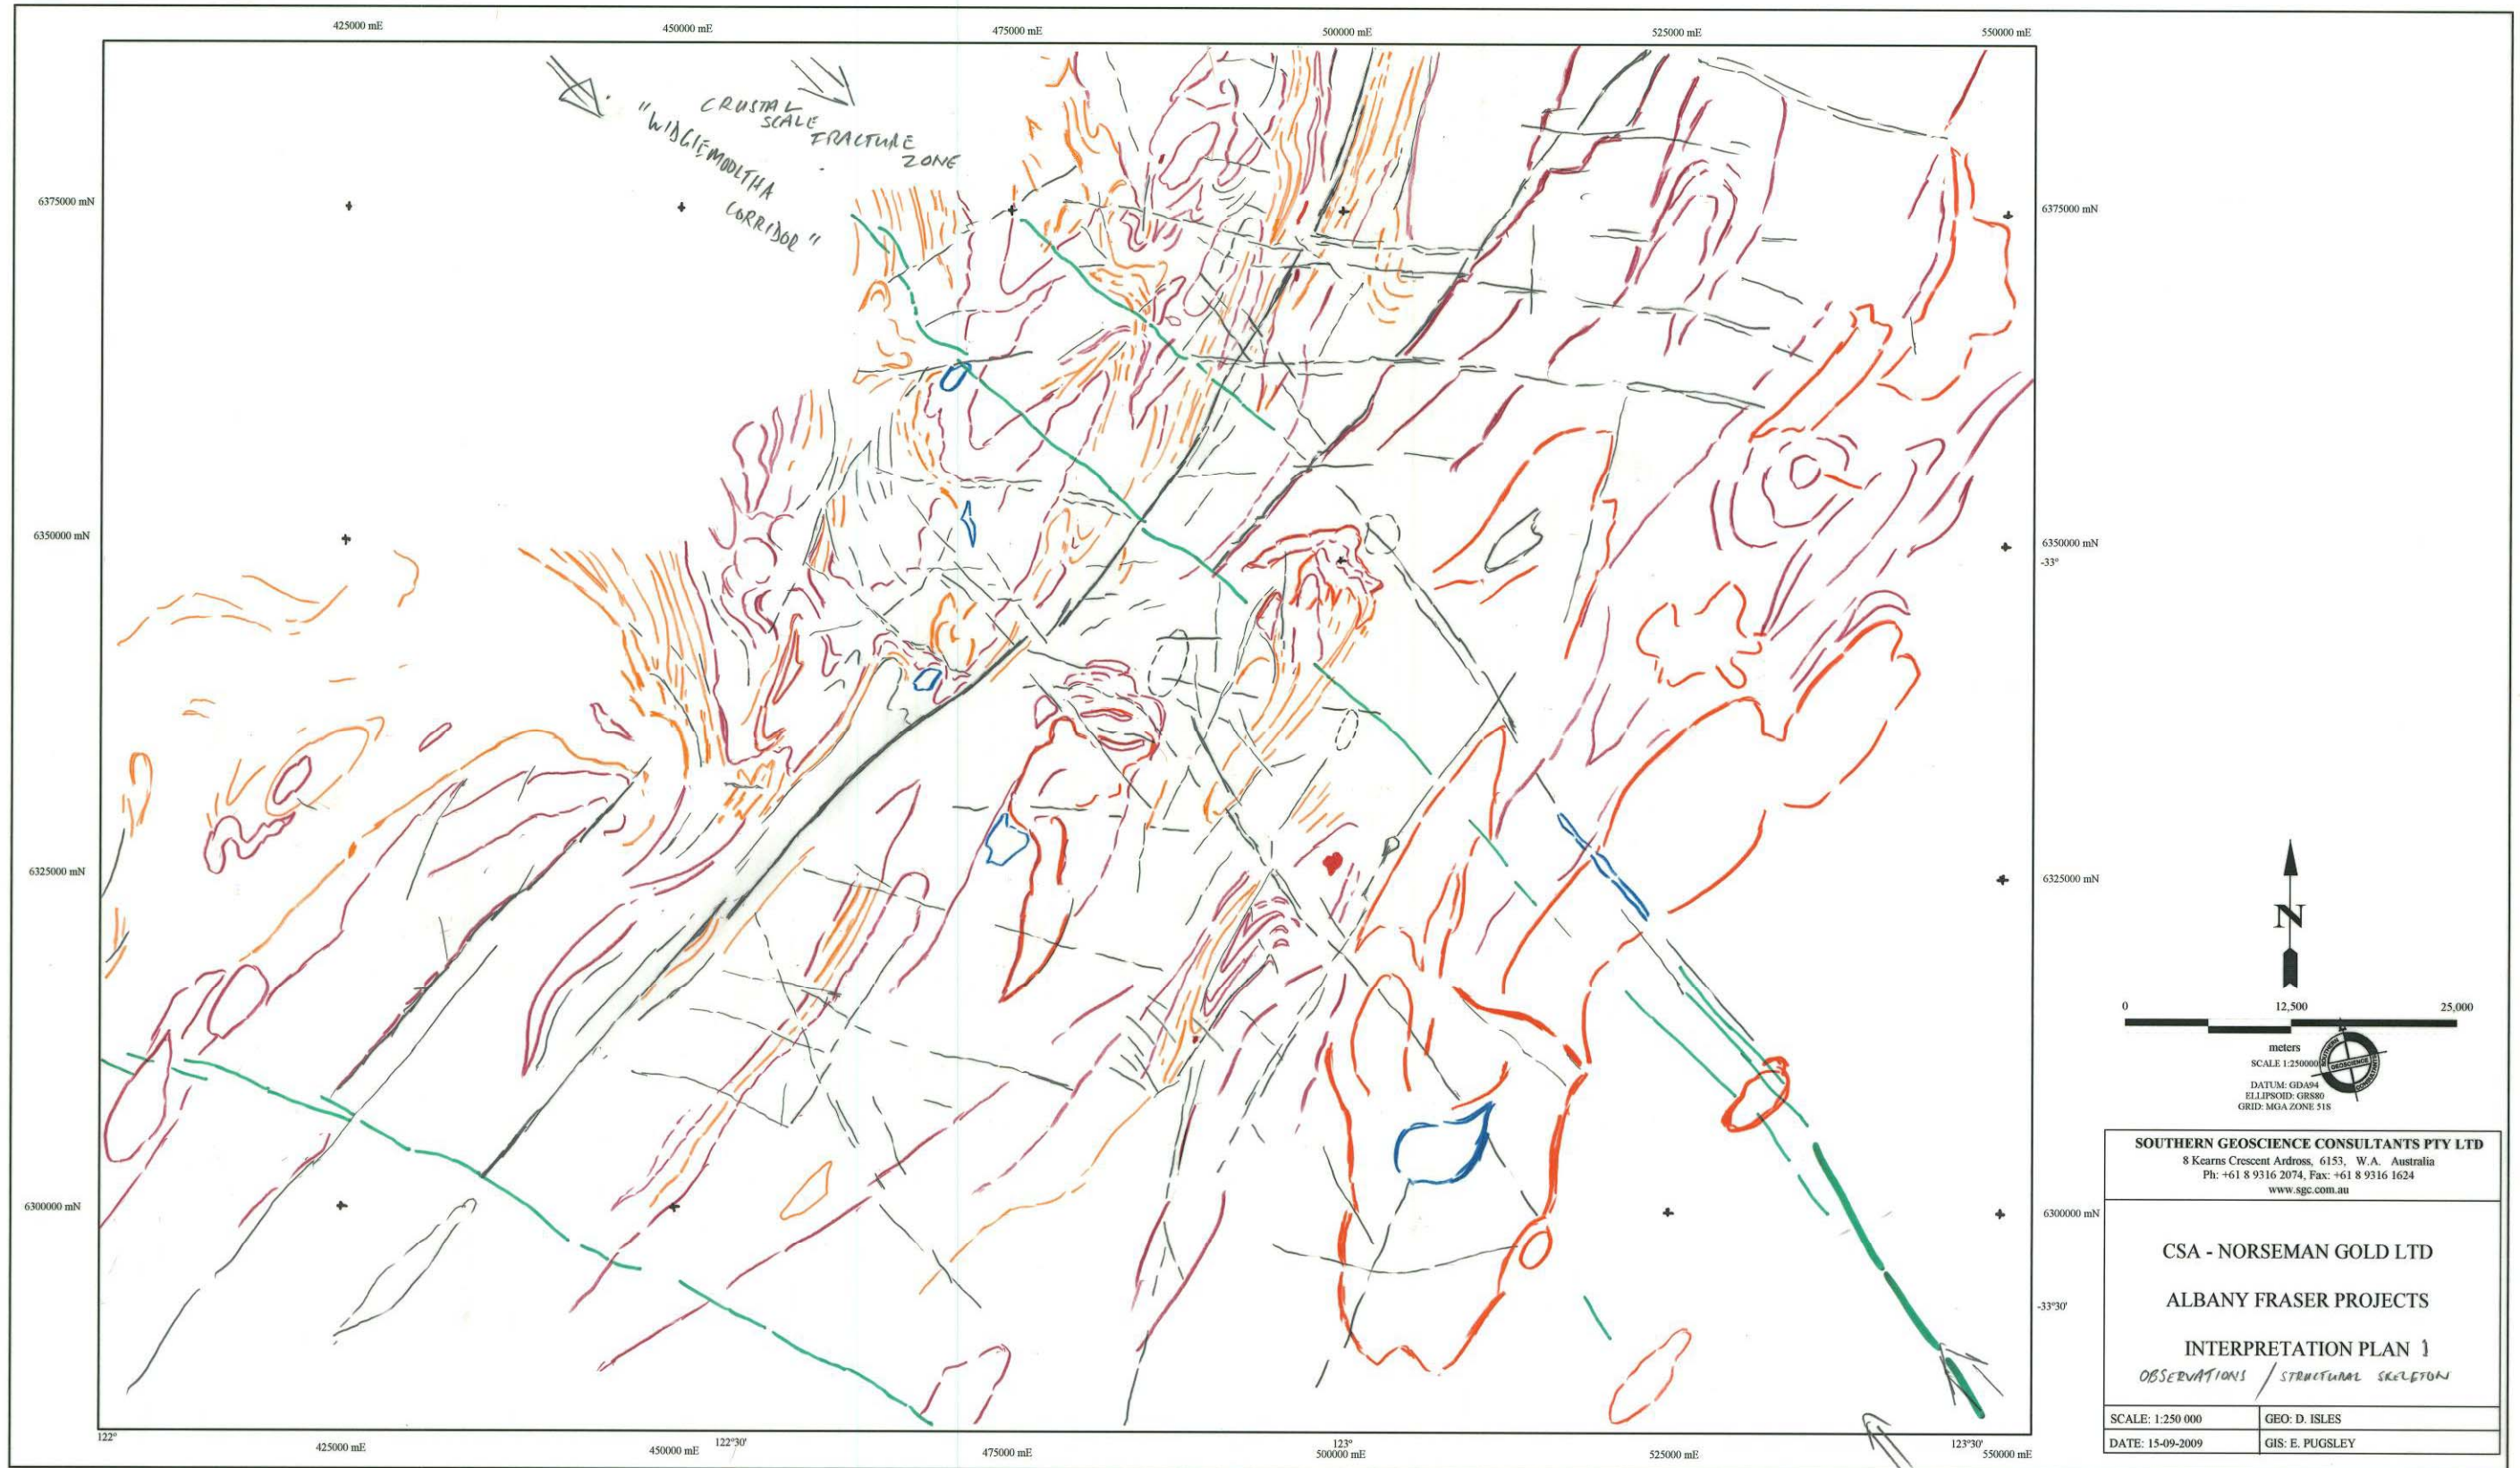 425000 mE
450000 mE
475000 mE
500000 mE
525000 mE
550000 mE
CRUSTAL
SCALE
FRACTURE
ZONE
"WIDGIEMOOLTHA
CORRIDOR"
6375000 mN
6375000 mN
6350000 mN
6350000 mN
-33°
6325000 mN
6325000 mN
N
0
12,500
25,000
meters
SCALE 1:250000
SOUTHERN
GEOSCIENCE
CONSULTANTS
DATUM: GDA94
ELLIPSOID: GRS80
GRID: MGA ZONE 51S
SOUTHERN GEOSCIENCE CONSULTANTS PTY LTD
8 Kearns Crescent Ardross, 6153, W.A. Australia
Ph: +61 8 9316 2074, Fax: +61 8 9316 1624
www.sgc.com.au
6300000 mN
6300000 mN
CSA - NORSEMAN GOLD LTD
ALBANY FRASER PROJECTS
-33°30'
INTERPRETATION PLAN 1
OBSERVATIONS / STRUCTURAL SKELETON
SCALE: 1:250 000
GEO: D. ISLES
DATE: 15-09-2009
GIS: E. PUGSLEY
122°
425000 mE
450000 mE
122°30'
475000 mE
123°
500000 mE
525000 mE
123°30'
550000 mE